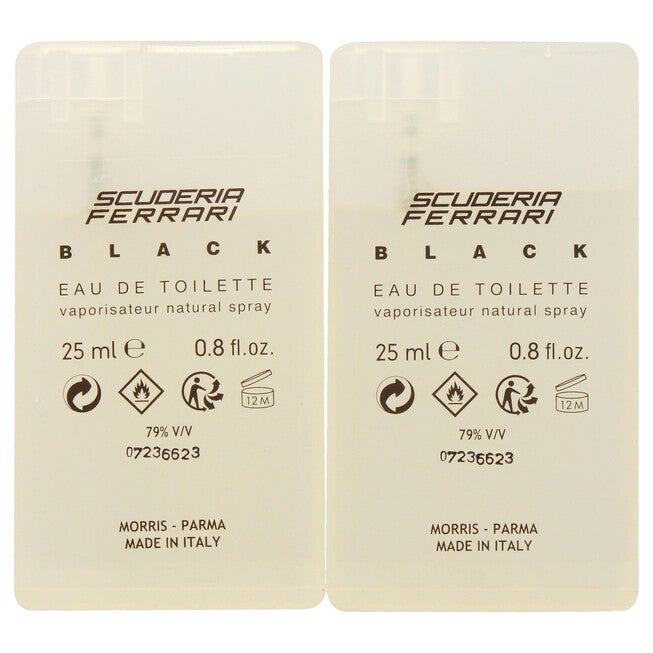 SCUDERIA
FERRARI
BLACK
EAU DE TOILETTE
vaporisateur natural spray
25 ml ℮ 0.8 fl.oz.
12M
79% V/V
07236623
MORRIS - PARMA
MADE IN ITALY
SCUDERIA
FERRARI
BLACK
EAU DE TOILETTE
vaporisateur natural spray
25 ml ℮ 0.8 fl.oz.
12M
79% V/V
07236623
MORRIS - PARMA
MADE IN ITALY